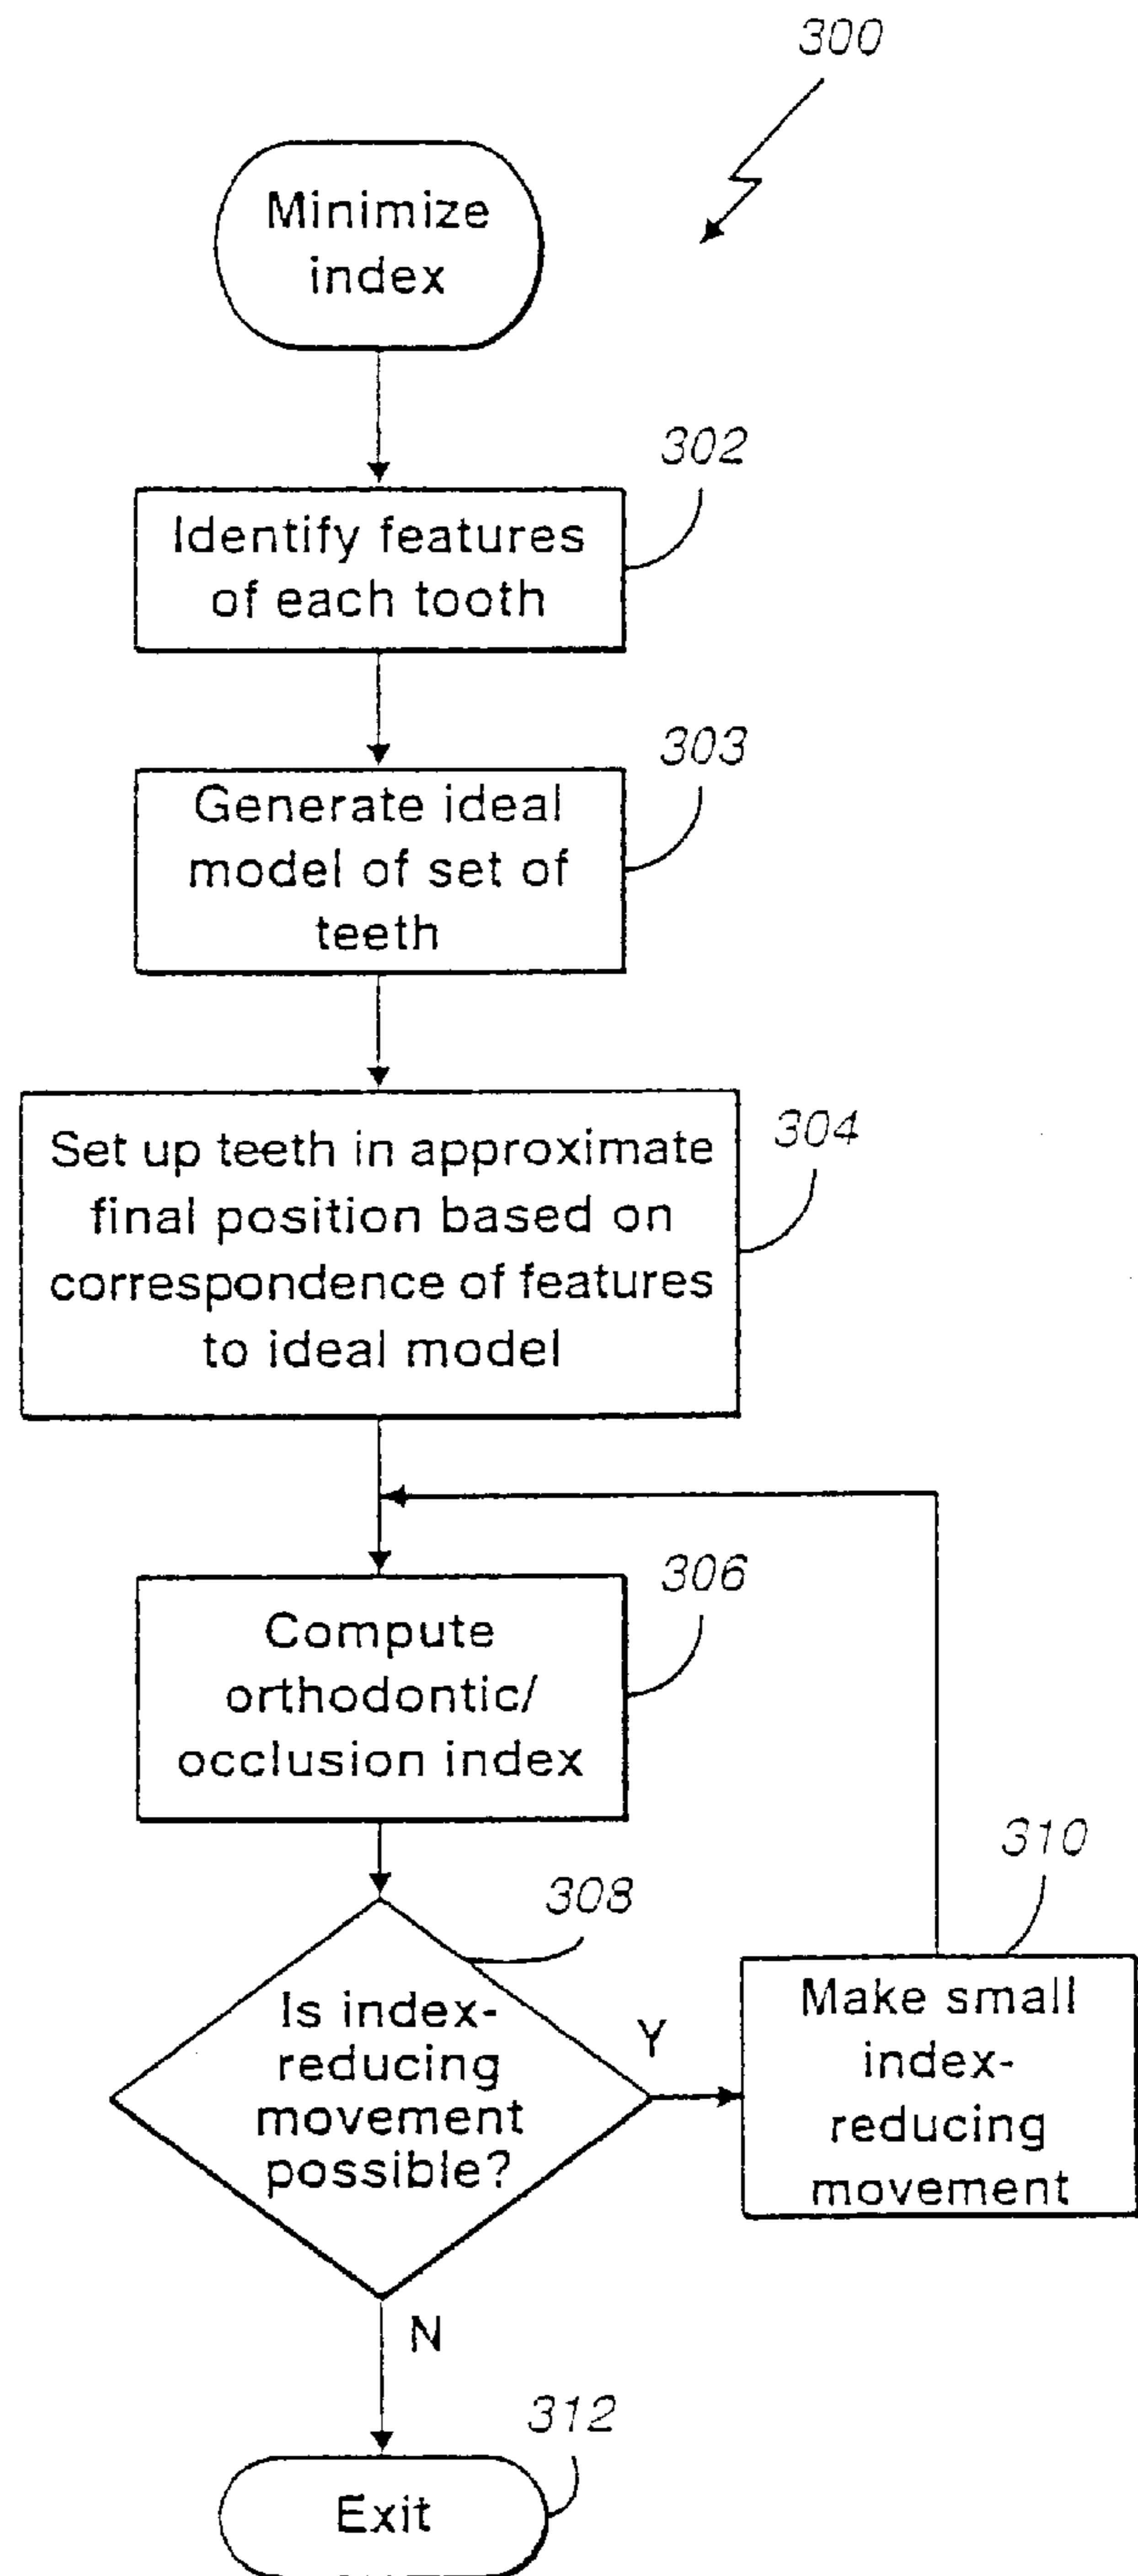 300
Minimize
index
302
Identify features
of each tooth
303
Generate ideal
model of set of
teeth
304
Set up teeth in approximate
final position based on
correspondence of features
to ideal model
306
Compute
orthodontic/
occlusion index
308
Is index-
reducing
movement
possible?
Y
310
Make small
index-
reducing
movement
N
312
Exit